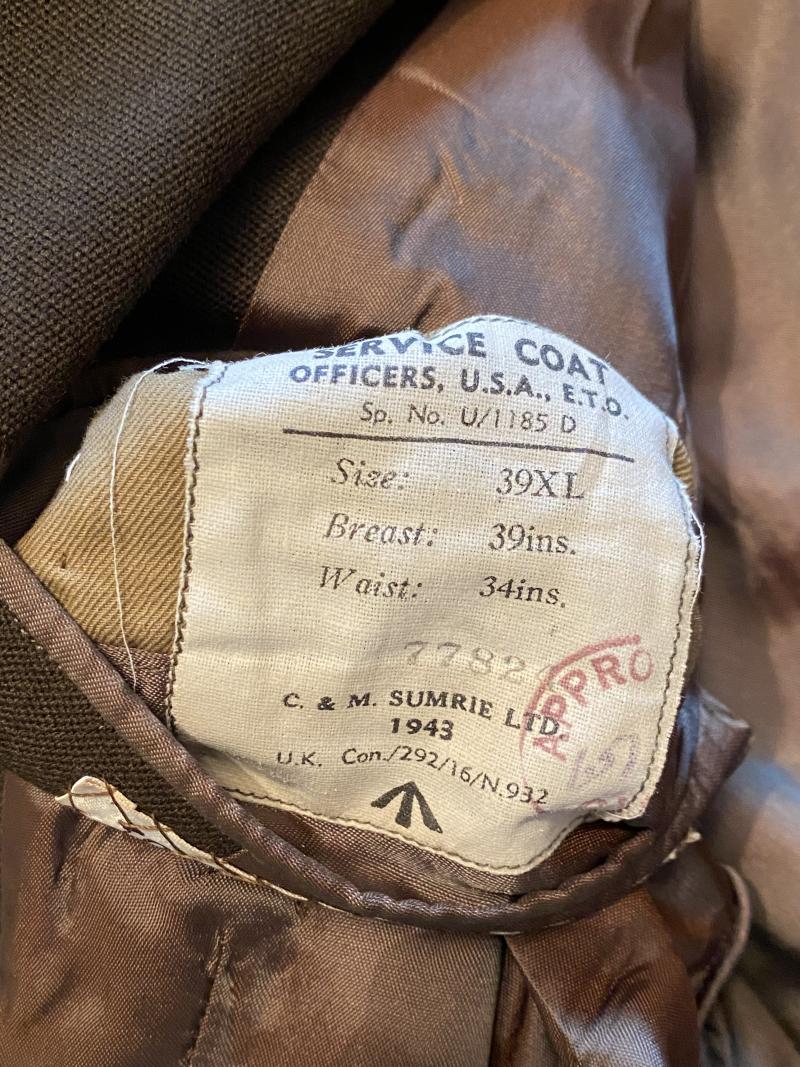 SERVICE COAT
OFFICERS, U.S.A., E.T.O.
Sp. No. U/1185 D
Size: 39XL
Breast: 39ins.
Waist: 34ins.
7782
APPRO
C. & M. SUMRIE LTD.
1943
U.K. Con./292/16/N.932